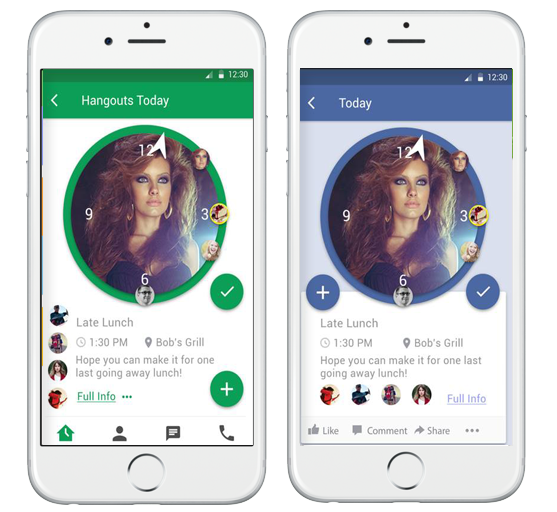 12:30
Hangouts Today
12
9
3
6
Late Lunch
1:30 PM Bob's Grill
Hope you can make it for one
last going away lunch!
Full Info
12:30
Today
12
9
3
6
Late Lunch
1:30 PM Bob's Grill
Hope you can make it for one
last going away lunch!
Full Info
Like Comment Share